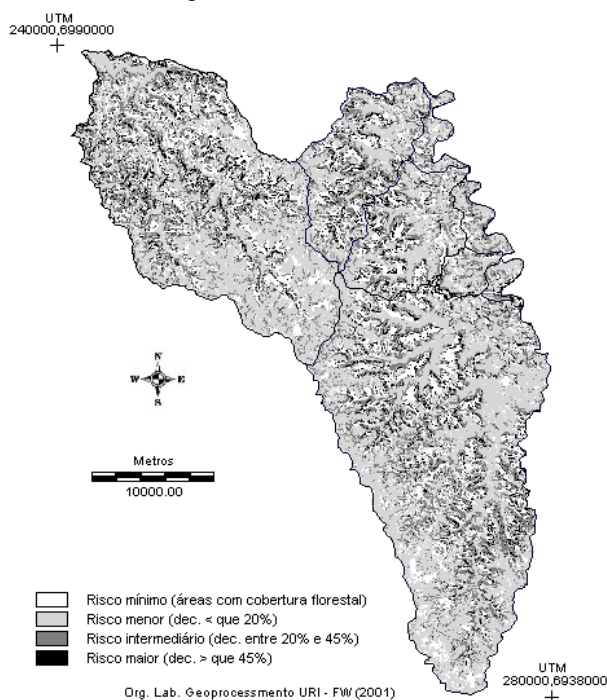 UTM
240000,6990000
N
W E
S
Metros
10000.00
Risco mínimo (áreas com cobertura florestal)
Risco menor (dec. < que 20%)
Risco intermediário (dec. entre 20% e 45%)
Risco maior (dec. > que 45%)
UTM
280000,6938000
Org. Lab. Geoprocessmento URI - FW (2001)